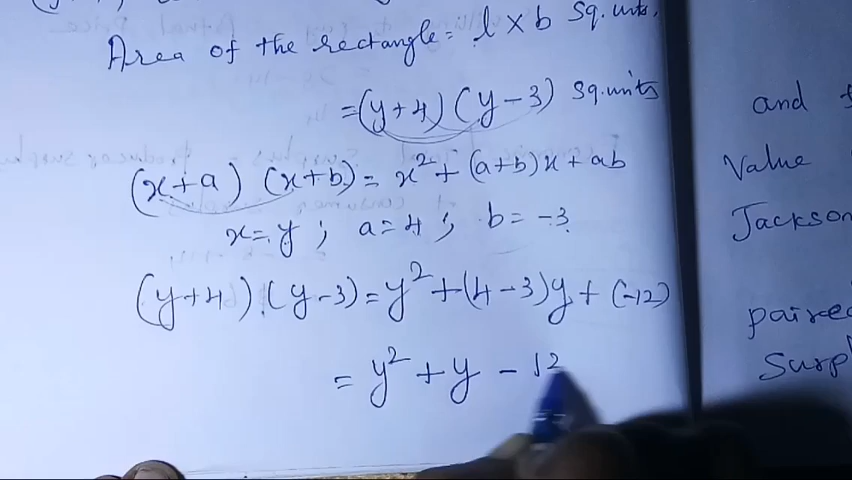 Area of the rectangle = l × b sq. units.
= (y+4) (y-3) sq.units
(x+a) (x+b) = x² + (a+b)x + ab
x = y ; a = 4 ; b = -3.
(y+4) (y-3) = y² + (4-3)y + (-12)
= y² + y - 12
and
Value
Jackson
paired
Surpl